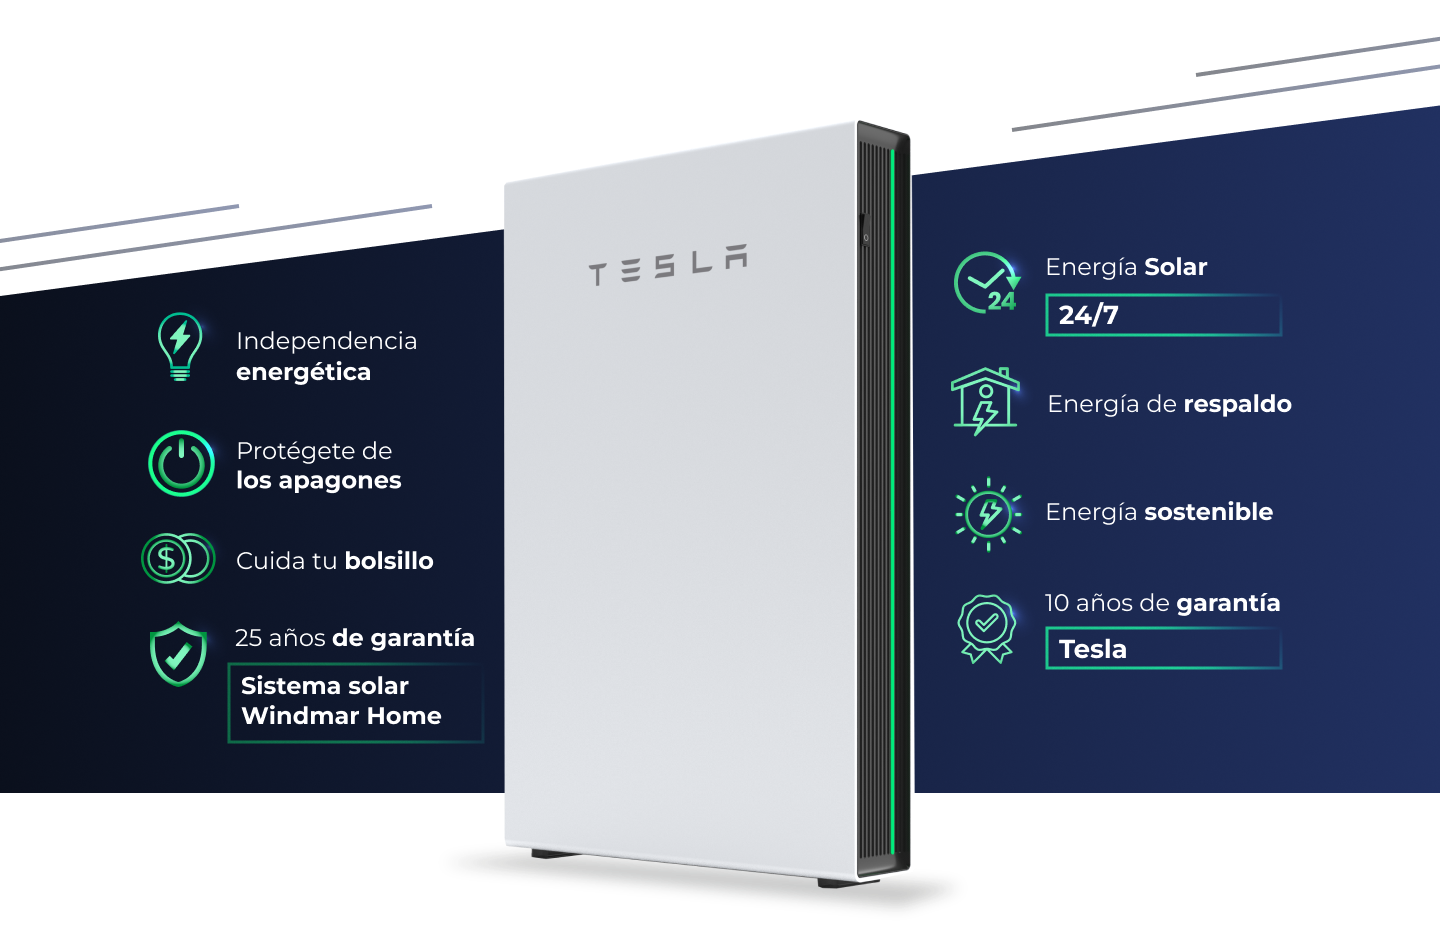 TESLA
Independencia
energética
Protégete de
los apagones
$
Cuida tu bolsillo
25 años de garantía
Sistema solar
Windmar Home
24
Energía Solar
24/7
Energía de respaldo
Energía sostenible
10 años de garantía
Tesla